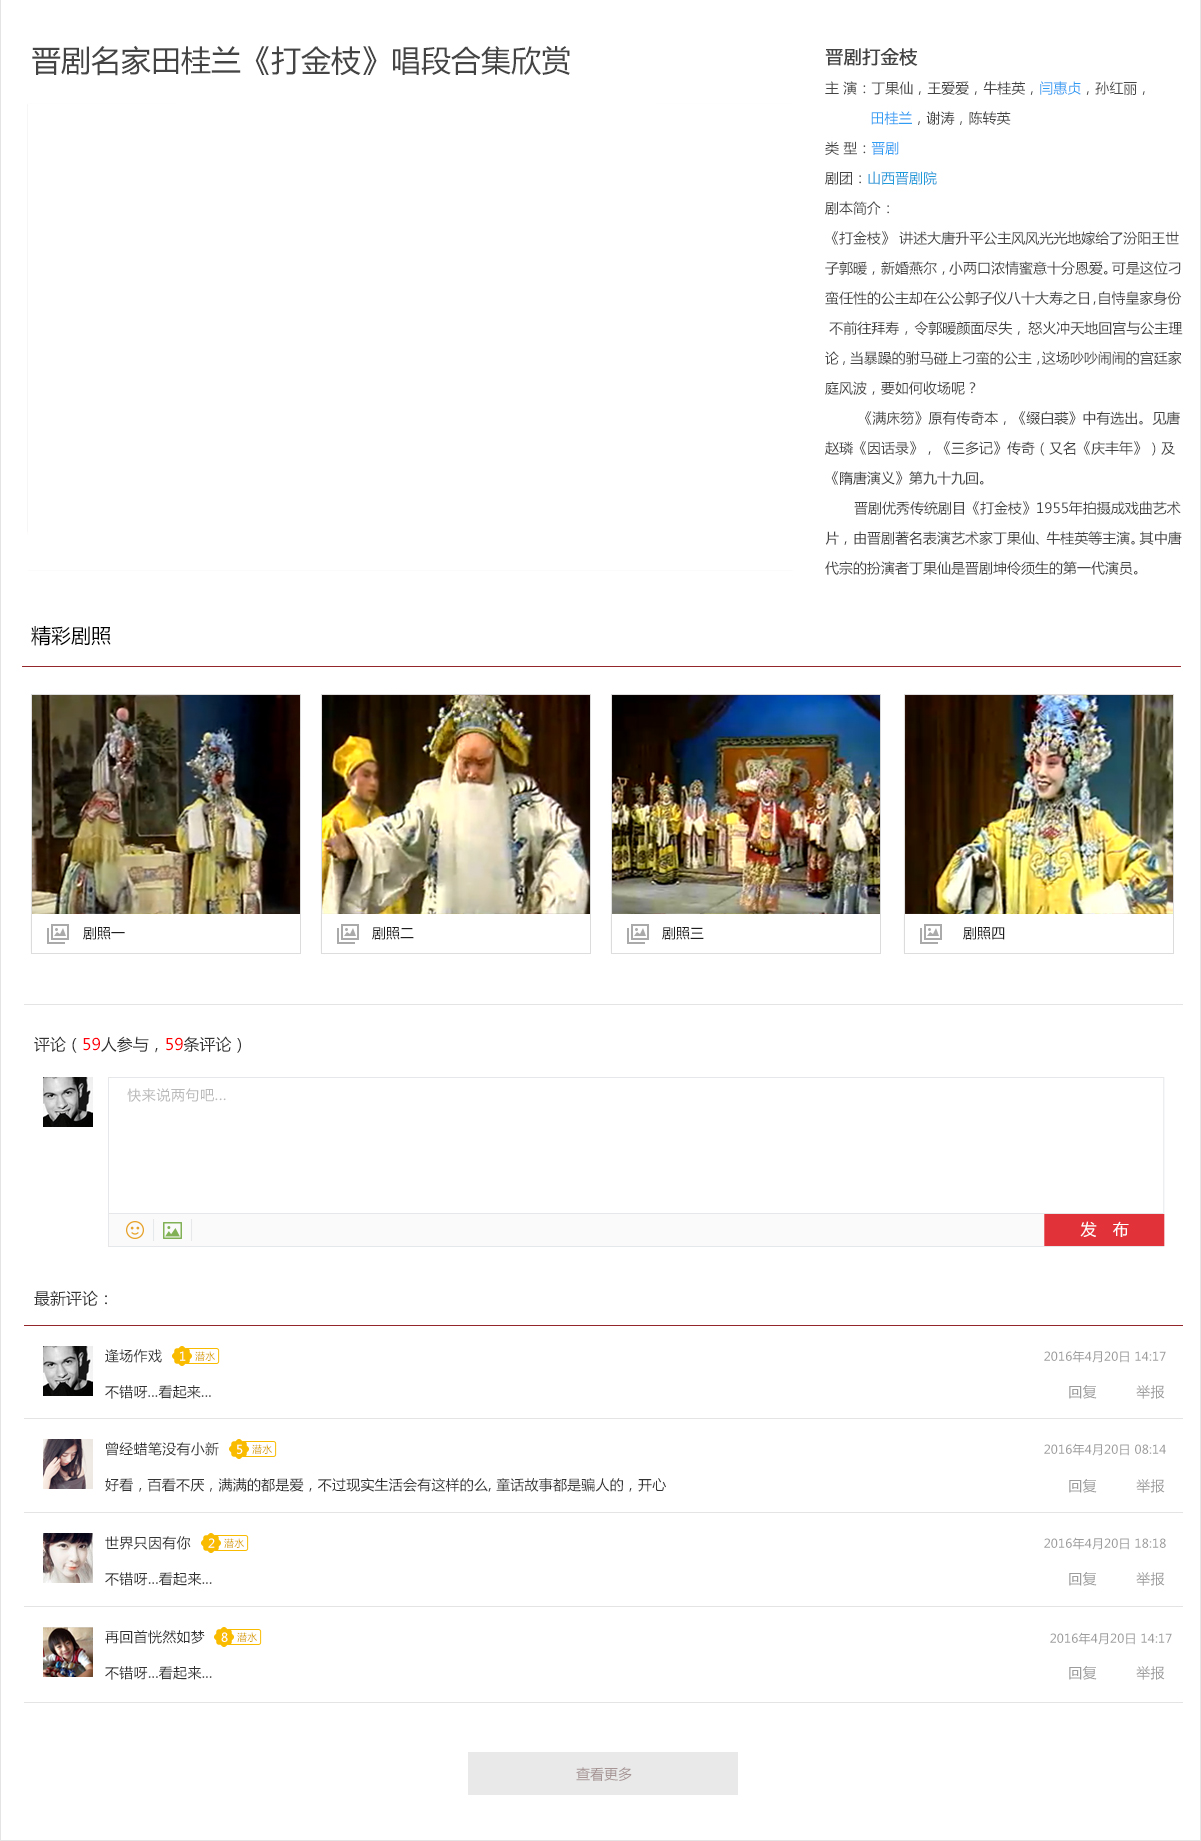 晋剧名家田桂兰《打金枝》唱段合集欣赏
晋剧打金枝
主 演：丁果仙，王爱爱，牛桂英，闫惠贞，孙红丽，
田桂兰，谢涛，陈转英
类 型：晋剧
剧团：山西晋剧院
剧本简介：
《打金枝》 讲述大唐升平公主风风光光地嫁给了汾阳王世
子郭暖，新婚燕尔，小两口浓情蜜意十分恩爱。可是这位刁
蛮任性的公主却在公公郭子仪八十大寿之日，自恃皇家身份
不前往拜寿，令郭暖颜面尽失，怒火冲天地回宫与公主理
论，当暴躁的驸马碰上刁蛮的公主，这场吵吵闹闹的宫廷家
庭风波，要如何收场呢？
《满床笏》原有传奇本，《缀白裘》中有选出。见唐
赵璘《因话录》，《三多记》传奇（又名《庆丰年》）及
《隋唐演义》第九十九回。
晋剧优秀传统剧目《打金枝》1955年拍摄成戏曲艺术
片，由晋剧著名表演艺术家丁果仙、牛桂英等主演。其中唐
代宗的扮演者丁果仙是晋剧坤伶须生的第一代演员。
精彩剧照
剧照一
剧照二
剧照三
剧照四
评论（59人参与，59条评论）
快来说两句吧...
发 布
最新评论：
逢场作戏 1 潜水
2016年4月20日 14:17
不错呀...看起来...
回复 举报
曾经蜡笔没有小新 5 潜水
2016年4月20日 08:14
好看，百看不厌，满满的都是爱，不过现实生活会有这样的么, 童话故事都是骗人的，开心
回复 举报
世界只因有你 2 潜水
2016年4月20日 18:18
不错呀...看起来...
回复 举报
再回首恍然如梦 8 潜水
2016年4月20日 14:17
不错呀...看起来...
回复 举报
查看更多